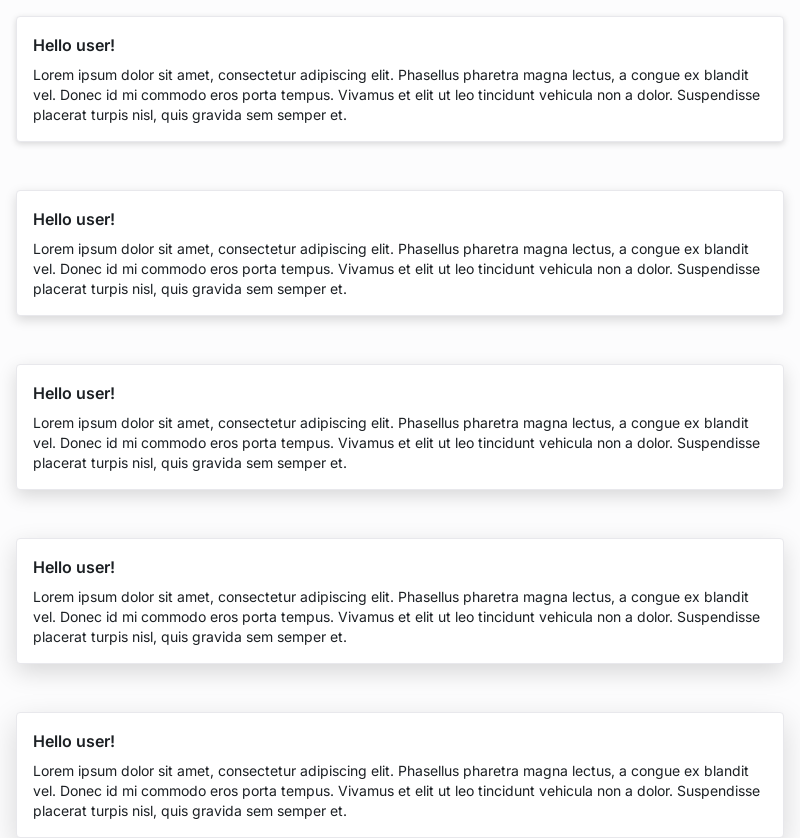 Hello user!
Lorem ipsum dolor sit amet, consectetur adipiscing elit. Phasellus pharetra magna lectus, a congue ex blandit
vel. Donec id mi commodo eros porta tempus. Vivamus et elit ut leo tincidunt vehicula non a dolor. Suspendisse
placerat turpis nisl, quis gravida sem semper et.
Hello user!
Lorem ipsum dolor sit amet, consectetur adipiscing elit. Phasellus pharetra magna lectus, a congue ex blandit
vel. Donec id mi commodo eros porta tempus. Vivamus et elit ut leo tincidunt vehicula non a dolor. Suspendisse
placerat turpis nisl, quis gravida sem semper et.
Hello user!
Lorem ipsum dolor sit amet, consectetur adipiscing elit. Phasellus pharetra magna lectus, a congue ex blandit
vel. Donec id mi commodo eros porta tempus. Vivamus et elit ut leo tincidunt vehicula non a dolor. Suspendisse
placerat turpis nisl, quis gravida sem semper et.
Hello user!
Lorem ipsum dolor sit amet, consectetur adipiscing elit. Phasellus pharetra magna lectus, a congue ex blandit
vel. Donec id mi commodo eros porta tempus. Vivamus et elit ut leo tincidunt vehicula non a dolor. Suspendisse
placerat turpis nisl, quis gravida sem semper et.
Hello user!
Lorem ipsum dolor sit amet, consectetur adipiscing elit. Phasellus pharetra magna lectus, a congue ex blandit
vel. Donec id mi commodo eros porta tempus. Vivamus et elit ut leo tincidunt vehicula non a dolor. Suspendisse
placerat turpis nisl, quis gravida sem semper et.